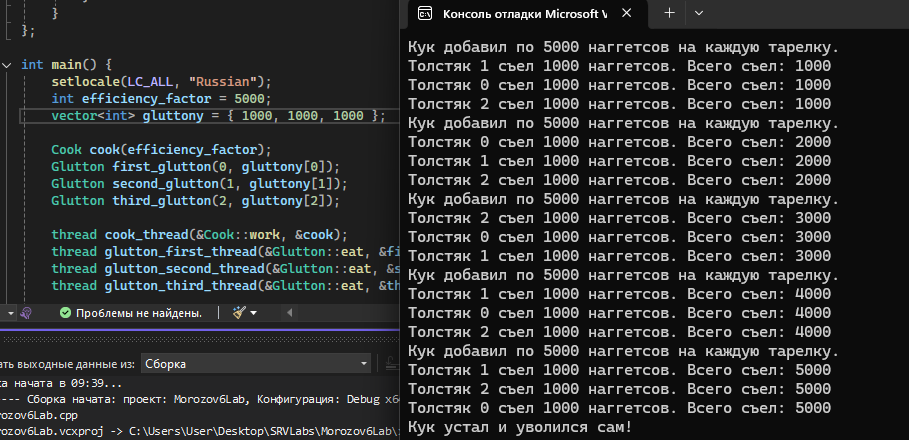 }
};
int main() {
setlocale(LC_ALL, "Russian");
int efficiency_factor = 5000;
vector<int> gluttony = { 1000, 1000, 1000 };
Cook cook(efficiency_factor);
Glutton first_glutton(0, gluttony[0]);
Glutton second_glutton(1, gluttony[1]);
Glutton third_glutton(2, gluttony[2]);
thread cook_thread(&Cook::work, &cook);
thread glutton_first_thread(&Glutton::eat, &fi
thread glutton_second_thread(&Glutton::eat, &s
thread glutton_third_thread(&Glutton::eat, &th
Проблемы не найдены.
ать выходные данные из: Сборка
ка начата в 09:39...
--- Сборка начата: проект: Morozov6Lab, Конфигурация: Debug x6
rozov6Lab.cpp
rozov6Lab.vcxproj -> C:\Users\User\Desktop\SRVLabs\Morozov6Lab\
Консоль отладки Microsoft V
Кук добавил по 5000 наггетсов на каждую тарелку.
Толстяк 1 съел 1000 наггетсов. Всего съел: 1000
Толстяк 0 съел 1000 наггетсов. Всего съел: 1000
Толстяк 2 съел 1000 наггетсов. Всего съел: 1000
Кук добавил по 5000 наггетсов на каждую тарелку.
Толстяк 0 съел 1000 наггетсов. Всего съел: 2000
Толстяк 1 съел 1000 наггетсов. Всего съел: 2000
Толстяк 2 съел 1000 наггетсов. Всего съел: 2000
Кук добавил по 5000 наггетсов на каждую тарелку.
Толстяк 2 съел 1000 наггетсов. Всего съел: 3000
Толстяк 0 съел 1000 наггетсов. Всего съел: 3000
Толстяк 1 съел 1000 наггетсов. Всего съел: 3000
Кук добавил по 5000 наггетсов на каждую тарелку.
Толстяк 1 съел 1000 наггетсов. Всего съел: 4000
Толстяк 0 съел 1000 наггетсов. Всего съел: 4000
Толстяк 2 съел 1000 наггетсов. Всего съел: 4000
Кук добавил по 5000 наггетсов на каждую тарелку.
Толстяк 1 съел 1000 наггетсов. Всего съел: 5000
Толстяк 2 съел 1000 наггетсов. Всего съел: 5000
Толстяк 0 съел 1000 наггетсов. Всего съел: 5000
Кук устал и уволился сам!